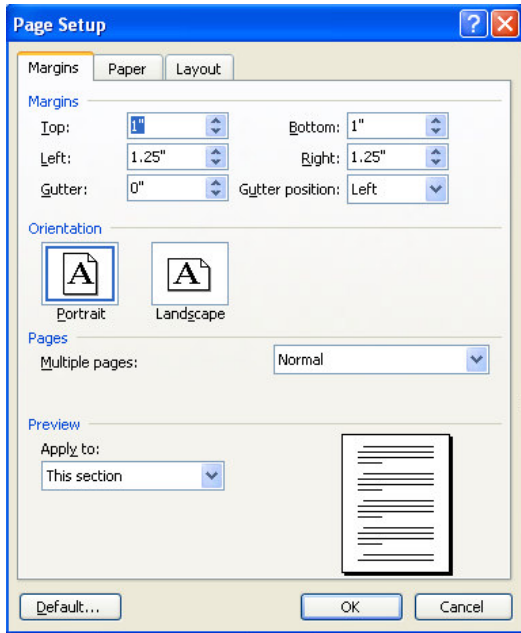 Page Setup
Margins Paper Layout
Margins
Top: 1" Bottom: 1"
Left: 1.25" Right: 1.25"
Gutter: 0" Gutter position: Left
Orientation
A A
Portrait Landscape
Pages
Multiple pages: Normal
Preview
Apply to:
This section
Default... OK Cancel